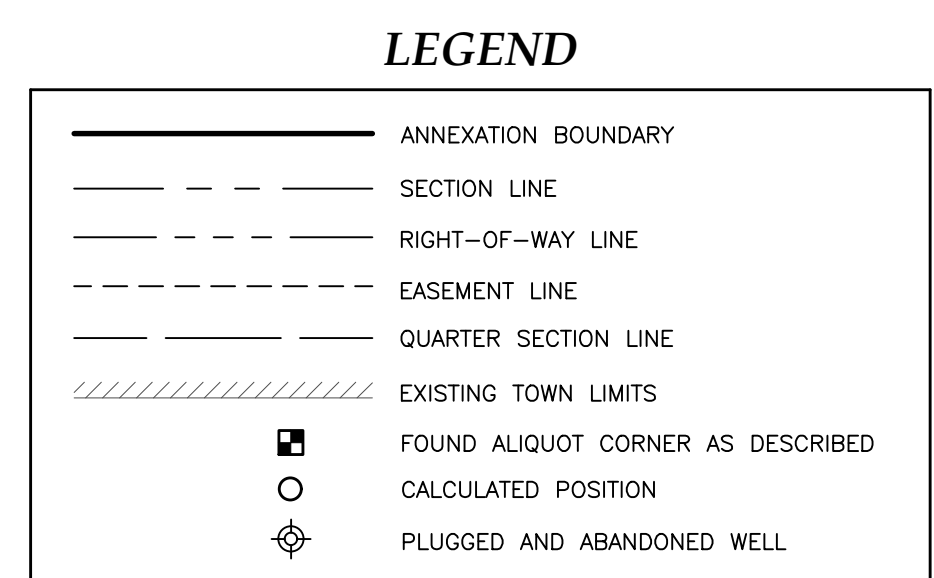 LEGEND
ANNEXATION BOUNDARY
SECTION LINE
RIGHT-OF-WAY LINE
EASEMENT LINE
QUARTER SECTION LINE
EXISTING TOWN LIMITS
FOUND ALIQUOT CORNER AS DESCRIBED
CALCULATED POSITION
PLUGGED AND ABANDONED WELL